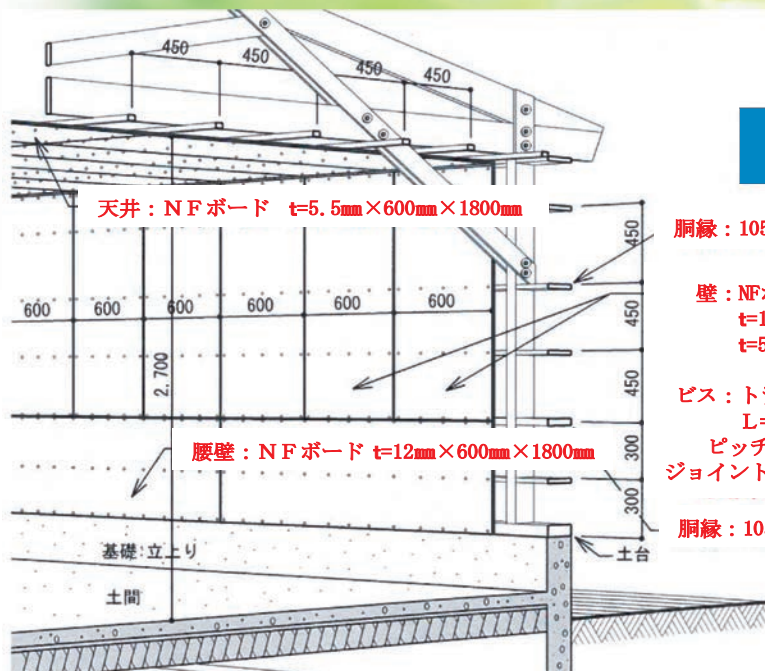 450
450
450
450
天井：ＮＦボード t=5.5mm×600mm×1800mm
450
胴縁：105
600
600
600
600
600
600
450
壁：NF
t=1
t=5
2,700
450
ビス：ト
L=
ピッチ
ジョイント
腰壁：ＮＦボード t=12mm×600mm×1800mm
300
300
胴縁：10
基礎:立上り
土台
土間